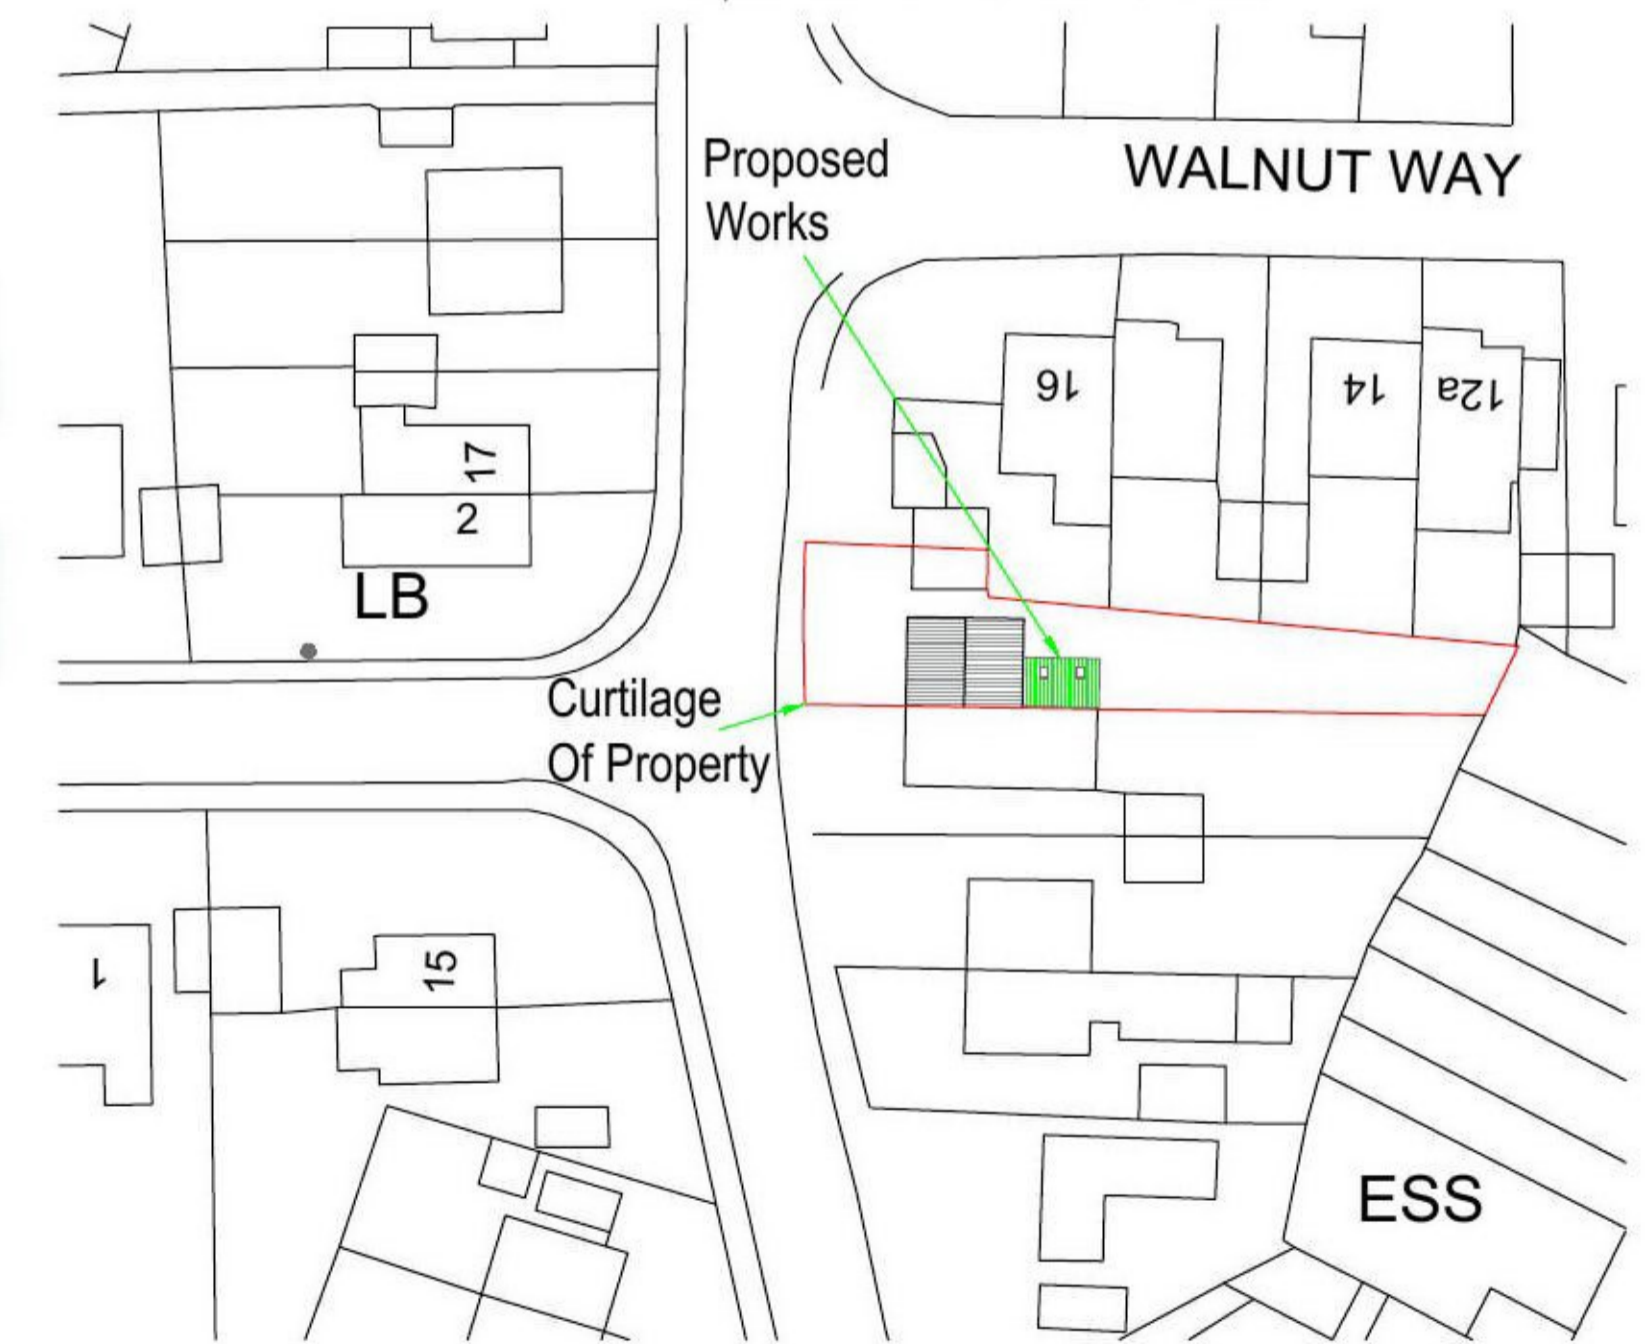 WALNUT WAY
Proposed
Works
16
14
12a
17
2
LB
Curtilage
Of Property
1
15
ESS